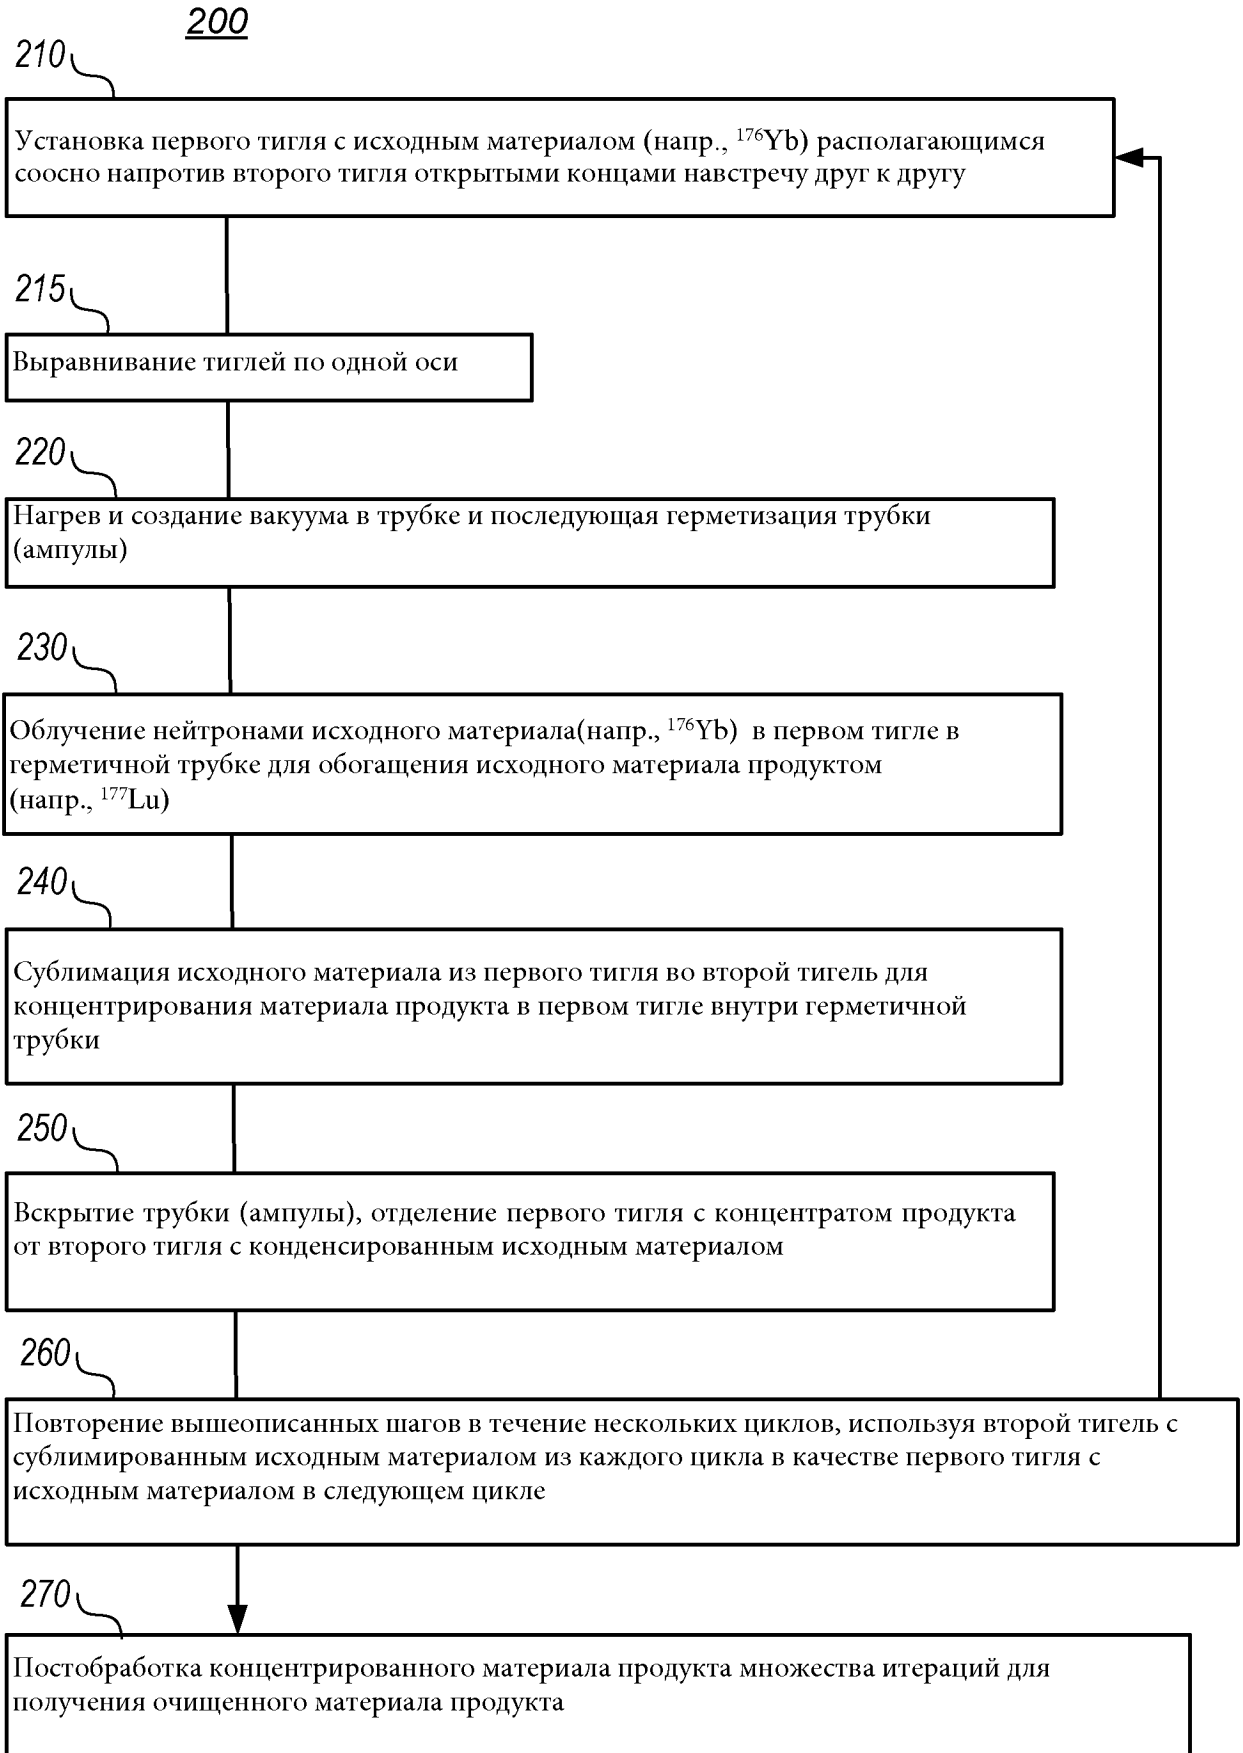 200
210
Установка первого тигля с исходным материалом (напр., ¹⁷⁶Yb) располагающимся
соосно напротив второго тигля открытыми концами навстречу друг к другу
215
Выравнивание тиглей по одной оси
220
Нагрев и создание вакуума в трубке и последующая герметизация трубки
(ампулы)
230
Облучение нейтронами исходного материала(напр., ¹⁷⁶Yb) в первом тигле в
герметичной трубке для обогащения исходного материала продуктом
(напр., ¹⁷⁷Lu)
240
Сублимация исходного материала из первого тигля во второй тигель для
концентрирования материала продукта в первом тигле внутри герметичной
трубки
250
Вскрытие трубки (ампулы), отделение первого тигля с концентратом продукта
от второго тигля с конденсированным исходным материалом
260
Повторение вышеописанных шагов в течение нескольких циклов, используя второй тигель с
сублимированным исходным материалом из каждого цикла в качестве первого тигля с
исходным материалом в следующем цикле
270
Постобработка концентрированного материала продукта множества итераций для
получения очищенного материала продукта